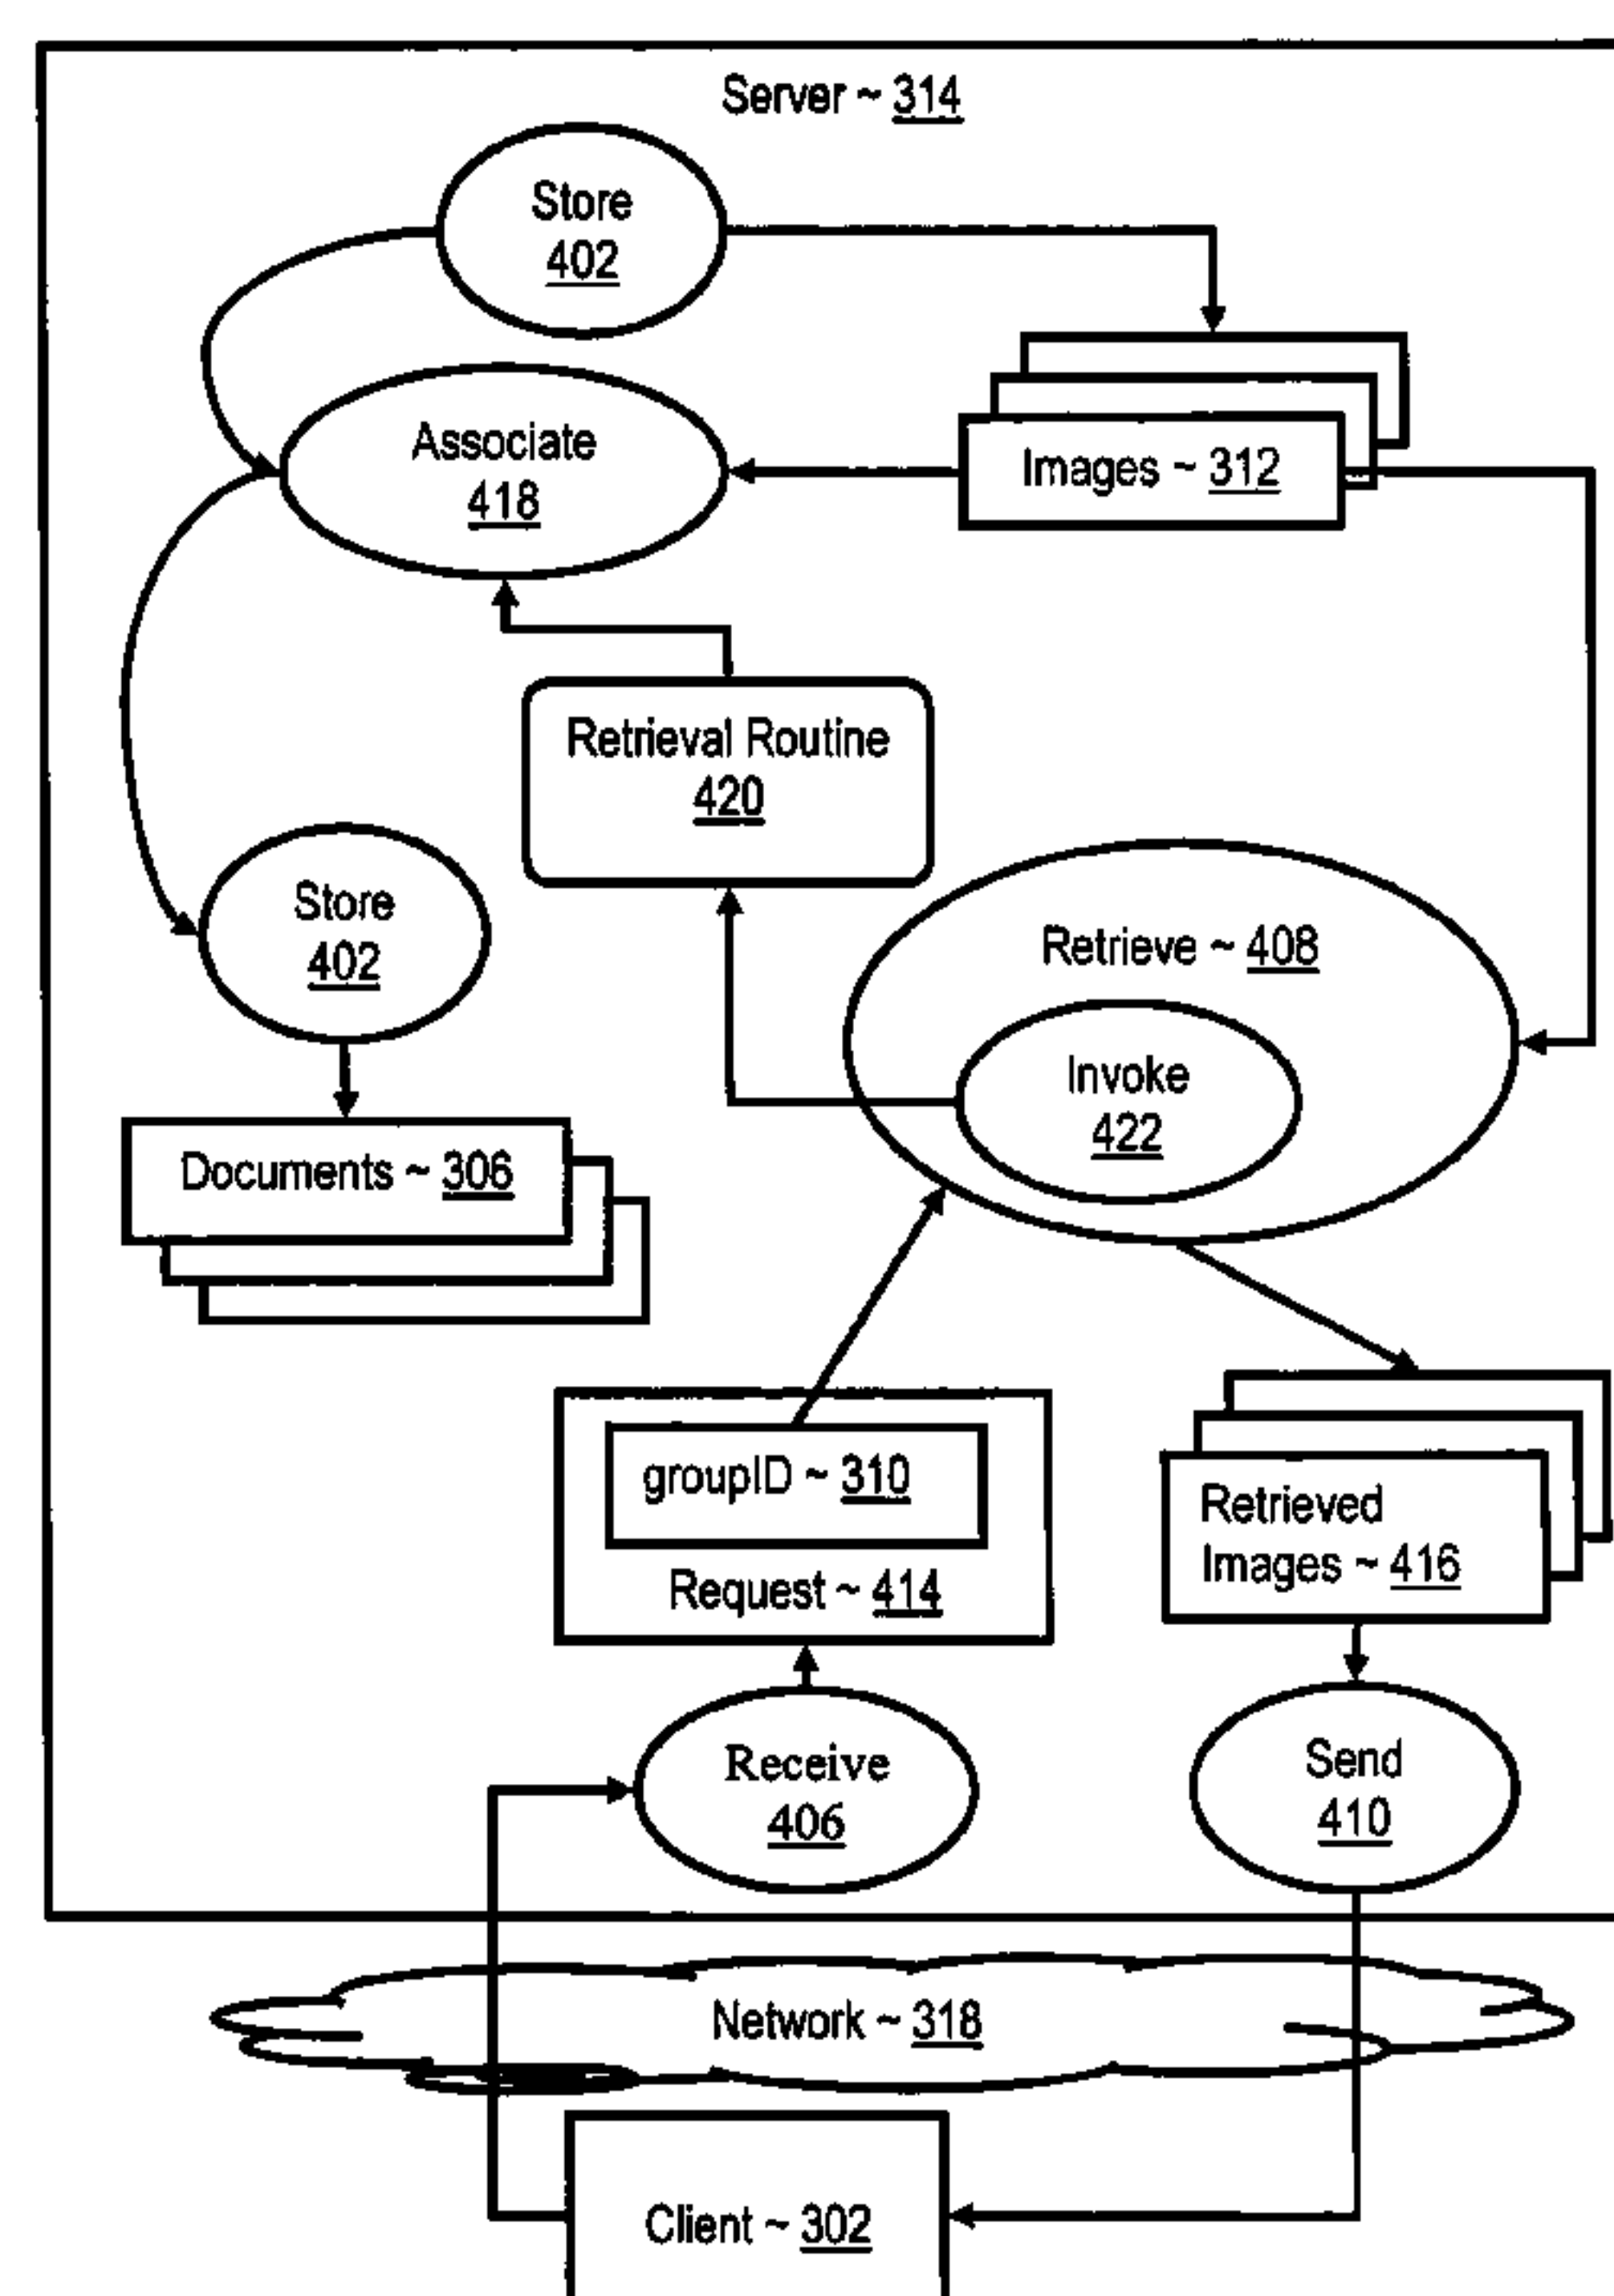 Server ~ 314
Store
402
Associate
418
Images ~ 312
Retrieval Routine
420
Store
402
Retrieve ~ 408
Invoke
422
Documents ~ 306
groupID ~ 310
Request ~ 414
Retrieved
Images ~ 416
Receive
406
Send
410
Network ~ 318
Client ~ 302